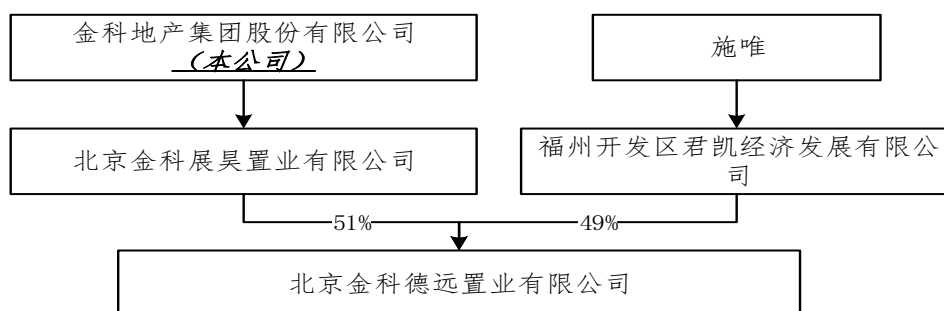 金科地产集团股份有限公司
（本公司）
施唯
北京金科展昊置业有限公司
福州开发区君凯经济发展有限公
司
51%
49%
北京金科德远置业有限公司